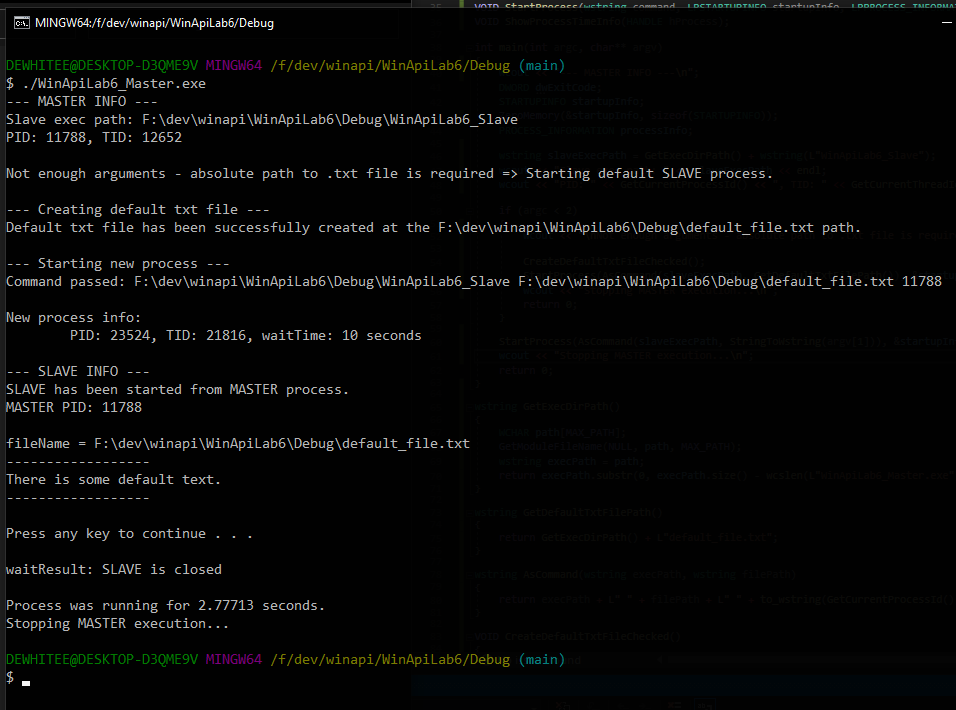 MINGW64:/f/dev/winapi/WinApiLab6/Debug
DEWHITEE@DESKTOP-D3QME9V MINGW64 /f/dev/winapi/WinApiLab6/Debug (main)
$ ./WinApiLab6_Master.exe
--- MASTER INFO ---
Slave exec path: F:\dev\winapi\WinApiLab6\Debug\WinApiLab6_Slave
PID: 11788, TID: 12652
Not enough arguments - absolute path to .txt file is required => Starting default SLAVE process.
--- Creating default txt file ---
Default txt file has been successfully created at the F:\dev\winapi\WinApiLab6\Debug\default_file.txt path.
--- Starting new process ---
Command passed: F:\dev\winapi\WinApiLab6\Debug\WinApiLab6_Slave F:\dev\winapi\WinApiLab6\Debug\default_file.txt 11788
New process info:
PID: 23524, TID: 21816, waitTime: 10 seconds
--- SLAVE INFO ---
SLAVE has been started from MASTER process.
MASTER PID: 11788
fileName = F:\dev\winapi\WinApiLab6\Debug\default_file.txt
------------------
There is some default text.
------------------
Press any key to continue . . .
waitResult: SLAVE is closed
Process was running for 2.77713 seconds.
Stopping MASTER execution...
DEWHITEE@DESKTOP-D3QME9V MINGW64 /f/dev/winapi/WinApiLab6/Debug (main)
$